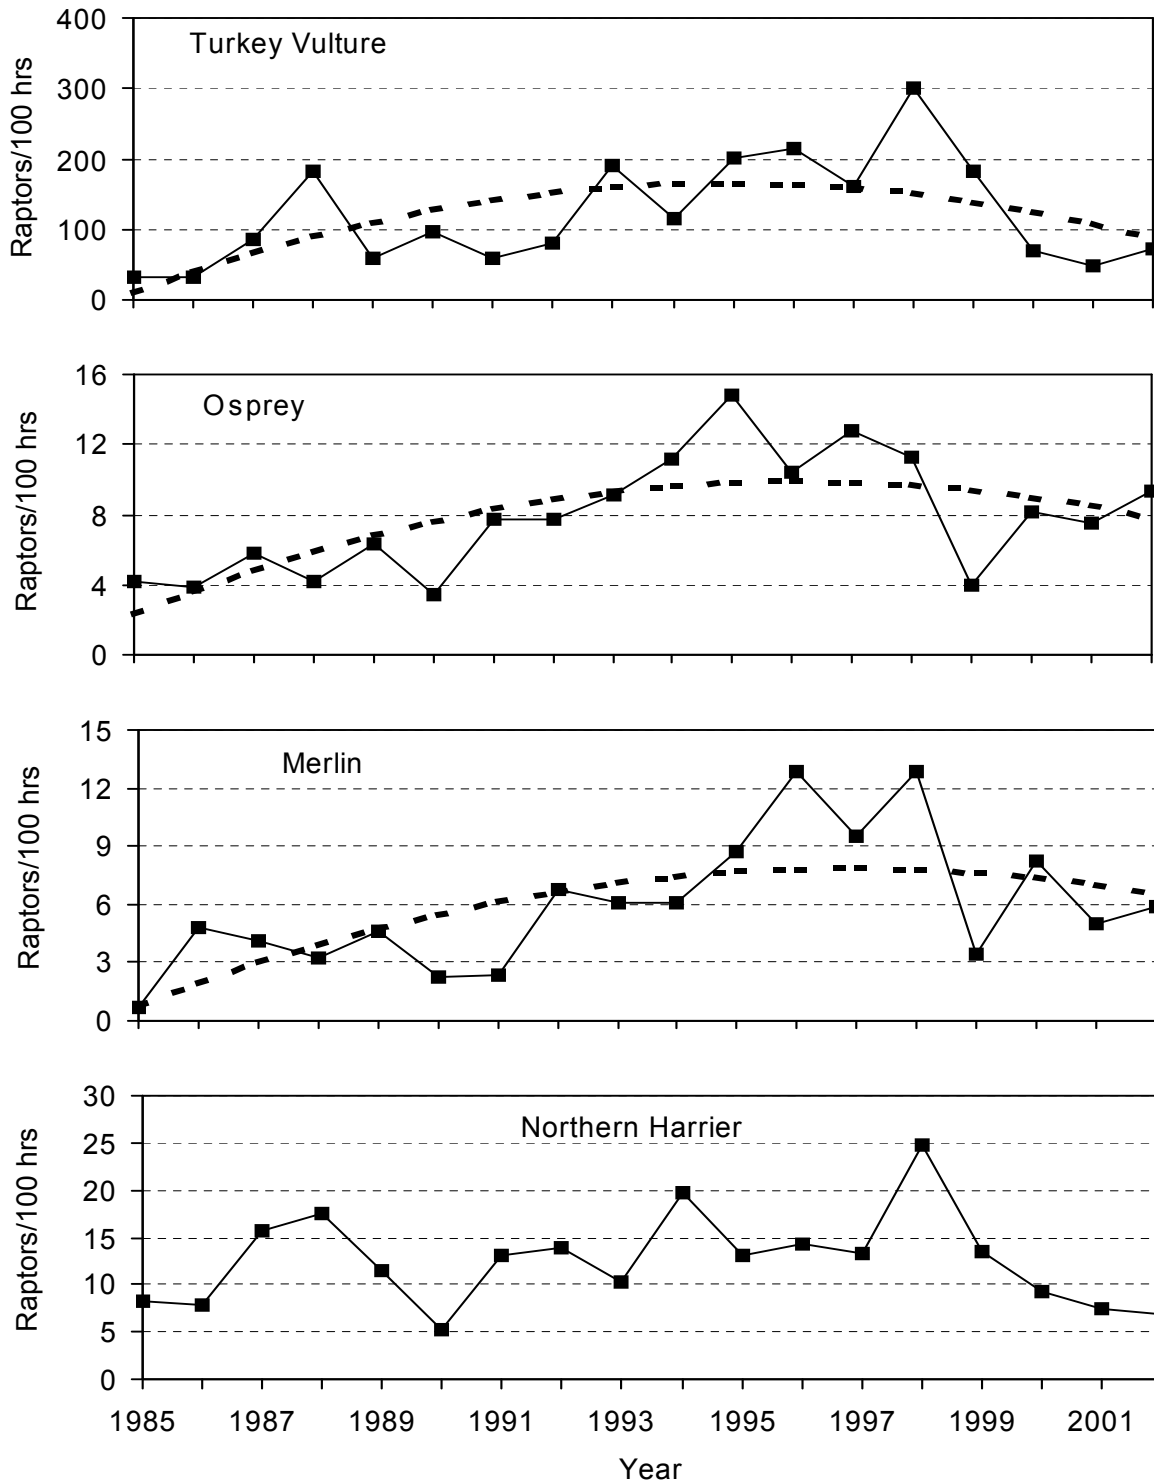 400
Turkey Vulture
300
200
100
0
Raptors/100 hrs
16
Osprey
12
8
4
0
Raptors/100 hrs
15
Merlin
12
9
6
3
0
Raptors/100 hrs
30
Northern Harrier
25
20
15
10
5
0
Raptors/100 hrs
1985 1987 1989 1991 1993 1995 1997 1999 2001
Year